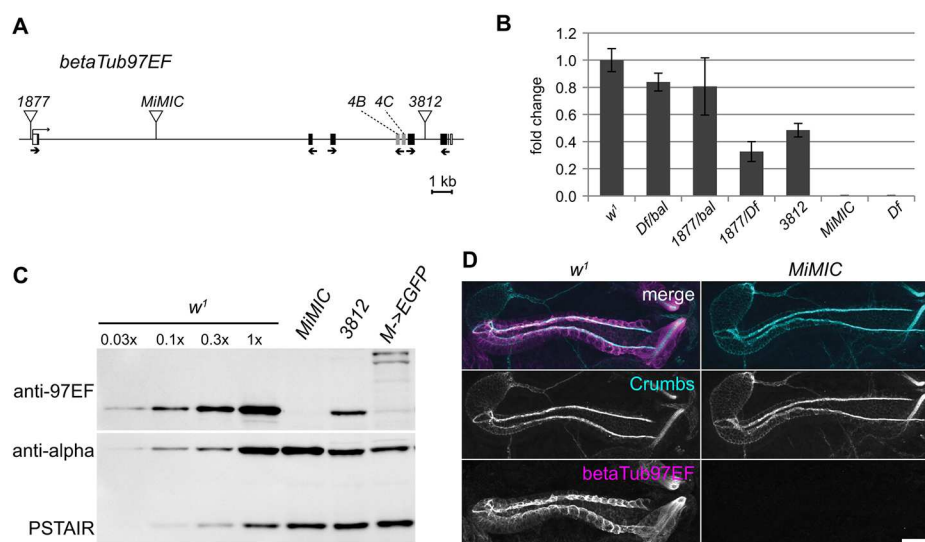 A
betaTub97EF
1877
MiMIC
4B 4C 3812
1 kb
B
fold change
1.2
1.0
0.8
0.6
0.4
0.2
0.0
w1
Df/bal
1877/bal
1877/Df
3812
MiMIC
Df
C
w1
MiMIC
3812
M->EGFP
0.03x 0.1x 0.3x 1x
anti-97EF
anti-alpha
PSTAIR
D
w1 MiMIC
merge
Crumbs
betaTub97EF